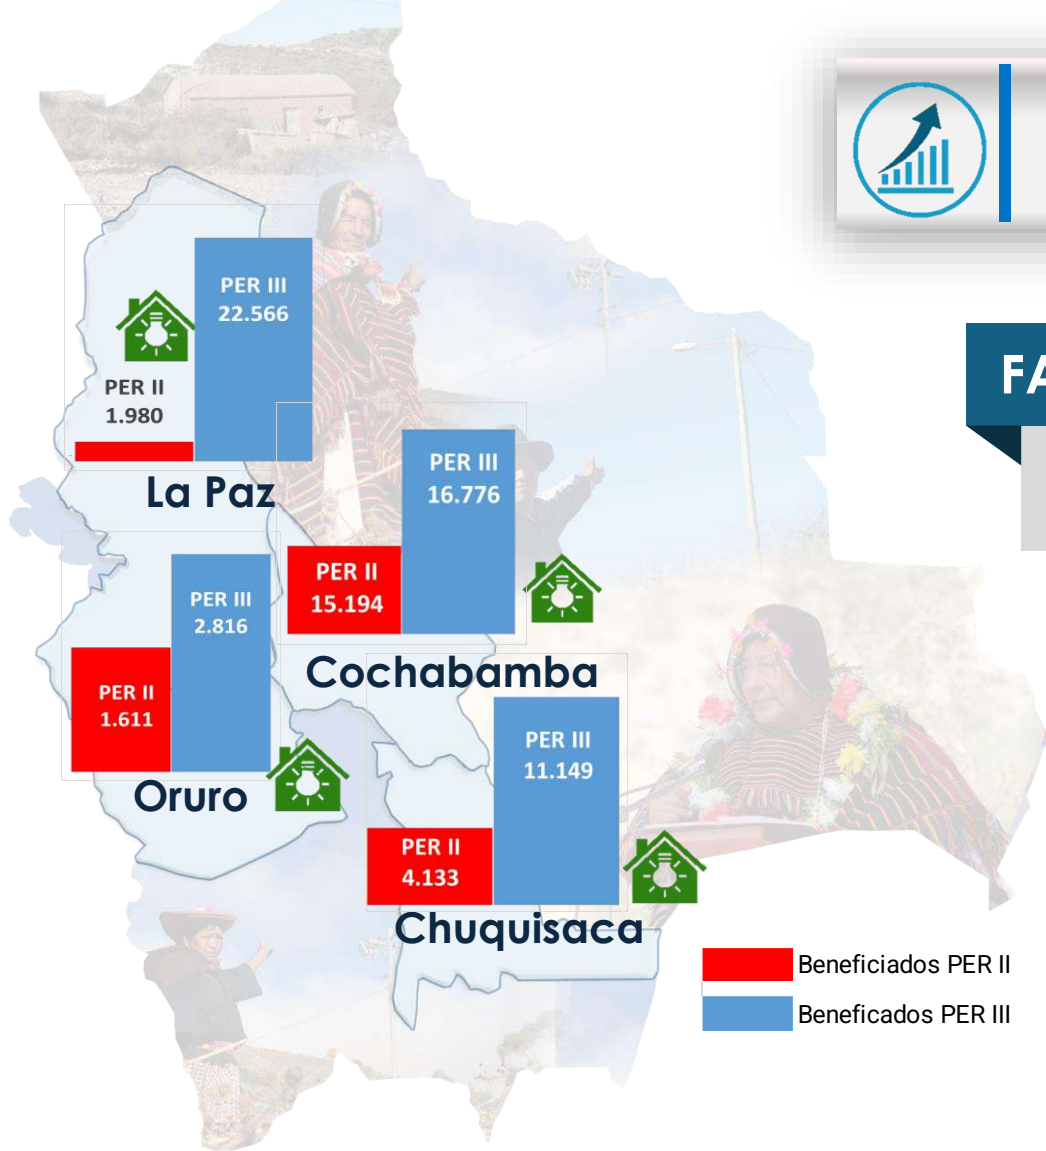 PER III
22.566
PER II
1.980
La Paz
PER III
16.776
PER II
15.194
Cochabamba
PER III
2.816
PER II
1.611
Oruro
PER III
11.149
PER II
4.133
Chuquisaca
FA
Beneficiados PER II
Beneficados PER III